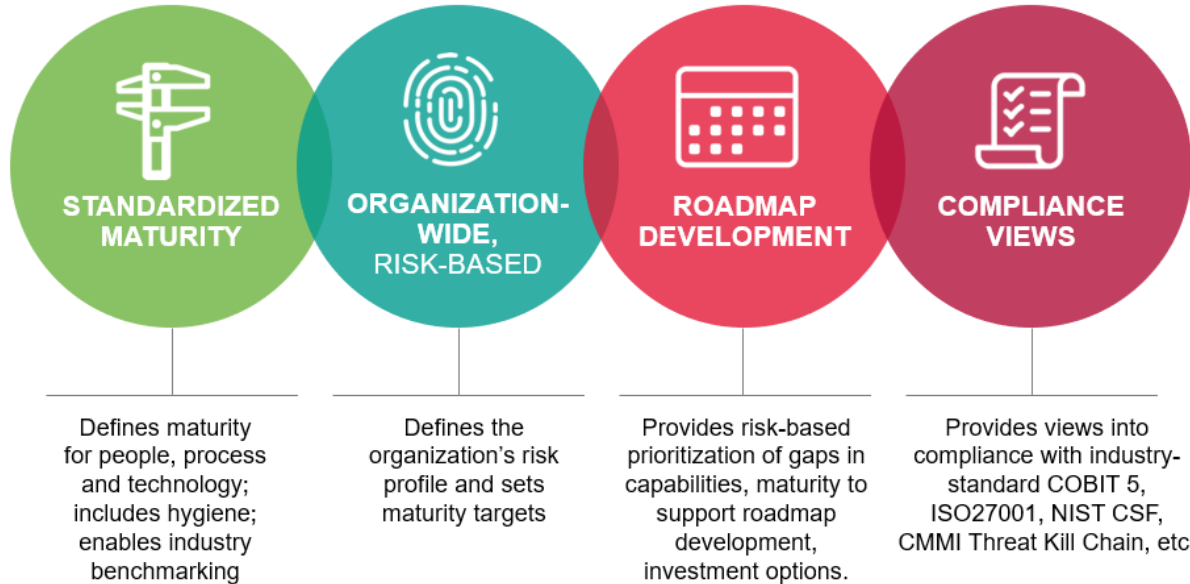 STANDARDIZED
MATURITY
ORGANIZATION-
WIDE,
RISK-BASED
ROADMAP
DEVELOPMENT
COMPLIANCE
VIEWS
Defines maturity
for people, process
and technology;
includes hygiene;
enables industry
benchmarking
Defines the
organization’s risk
profile and sets
maturity targets
Provides risk-based
prioritization of gaps in
capabilities, maturity to
support roadmap
development,
investment options.
Provides views into
compliance with industry-
standard COBIT 5,
ISO27001, NIST CSF,
CMMI Threat Kill Chain, etc